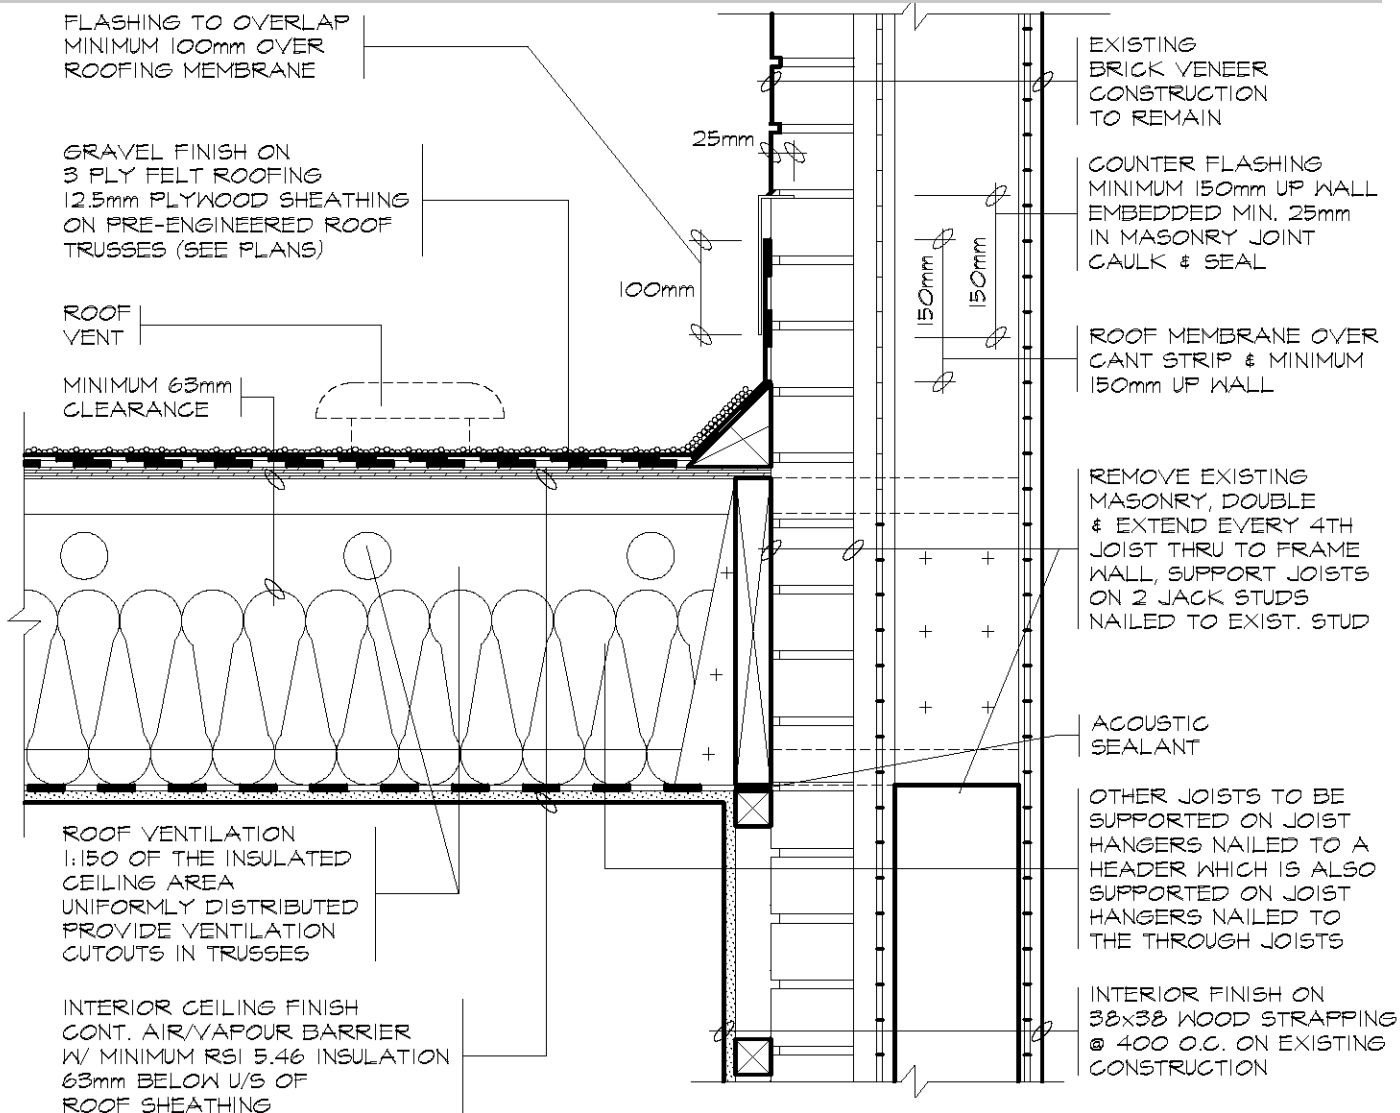 FLASHING TO OVERLAP
MINIMUM 100mm OVER
ROOFING MEMBRANE
GRAVEL FINISH ON
3 PLY FELT ROOFING
12.5mm PLYWOOD SHEATHING
ON PRE-ENGINEERED ROOF
TRUSSES (SEE PLANS)
ROOF
VENT
MINIMUM 63mm
CLEARANCE
ROOF VENTILATION
1:150 OF THE INSULATED
CEILING AREA
UNIFORMLY DISTRIBUTED
PROVIDE VENTILATION
CUTOUTS IN TRUSSES
INTERIOR CEILING FINISH
CONT. AIR/VAPOUR BARRIER
W/ MINIMUM RSI 5.46 INSULATION
63mm BELOW U/S OF
ROOF SHEATHING
25mm
100mm
150mm
150mm
EXISTING
BRICK VENEER
CONSTRUCTION
TO REMAIN
COUNTER FLASHING
MINIMUM 150mm UP WALL
EMBEDDED MIN. 25mm
IN MASONRY JOINT
CAULK & SEAL
ROOF MEMBRANE OVER
CANT STRIP & MINIMUM
150mm UP WALL
REMOVE EXISTING
MASONRY, DOUBLE
& EXTEND EVERY 4TH
JOIST THRU TO FRAME
WALL, SUPPORT JOISTS
ON 2 JACK STUDS
NAILED TO EXIST. STUD
ACOUSTIC
SEALANT
OTHER JOISTS TO BE
SUPPORTED ON JOIST
HANGERS NAILED TO A
HEADER WHICH IS ALSO
SUPPORTED ON JOIST
HANGERS NAILED TO
THE THROUGH JOISTS
INTERIOR FINISH ON
38x38 WOOD STRAPPING
@ 400 O.C. ON EXISTING
CONSTRUCTION